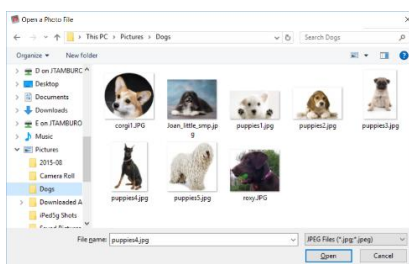 Open a Photo File
This PC > Pictures > Dogs
Search Dogs
Organize New folder
D on JTAMBURC
Desktop
Documents
Downloads
E on JTAMBURO
Music
Pictures
2015-08
Camera Roll
Dogs
Downloaded A
iPed5g Shots
corgi1.JPG
Joan_little_smp.jp
g
puppies1.jpg
puppies2.jpg
puppies3.jpg
puppies4.jpg
puppies5.jpg
roxy.JPG
File name: puppies4.jpg
JPEG Files (*.jpg;*.jpeg)
Open Cancel